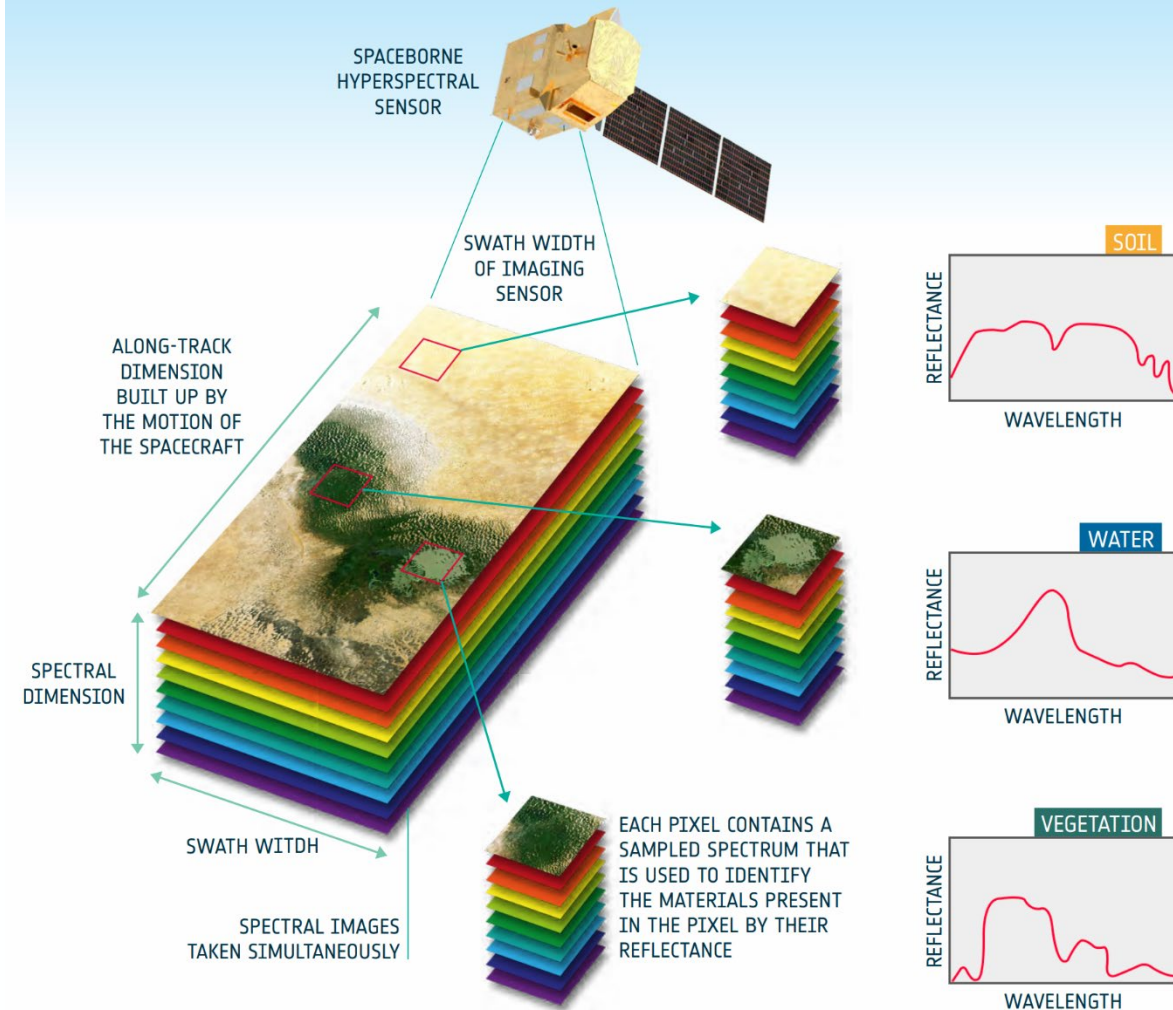 SPACEBORNE
HYPERSPECTRAL
SENSOR
SWATH WIDTH
OF IMAGING
SENSOR
ALONG-TRACK
DIMENSION
BUILT UP BY
THE MOTION OF
THE SPACECRAFT
SPECTRAL
DIMENSION
SWATH WITDH
SPECTRAL IMAGES
TAKEN SIMULTANEOUSLY
EACH PIXEL CONTAINS A
SAMPLED SPECTRUM THAT
IS USED TO IDENTIFY
THE MATERIALS PRESENT
IN THE PIXEL BY THEIR
REFLECTANCE
SOIL
REFLECTANCE
WAVELENGTH
WATER
REFLECTANCE
WAVELENGTH
VEGETATION
REFLECTANCE
WAVELENGTH